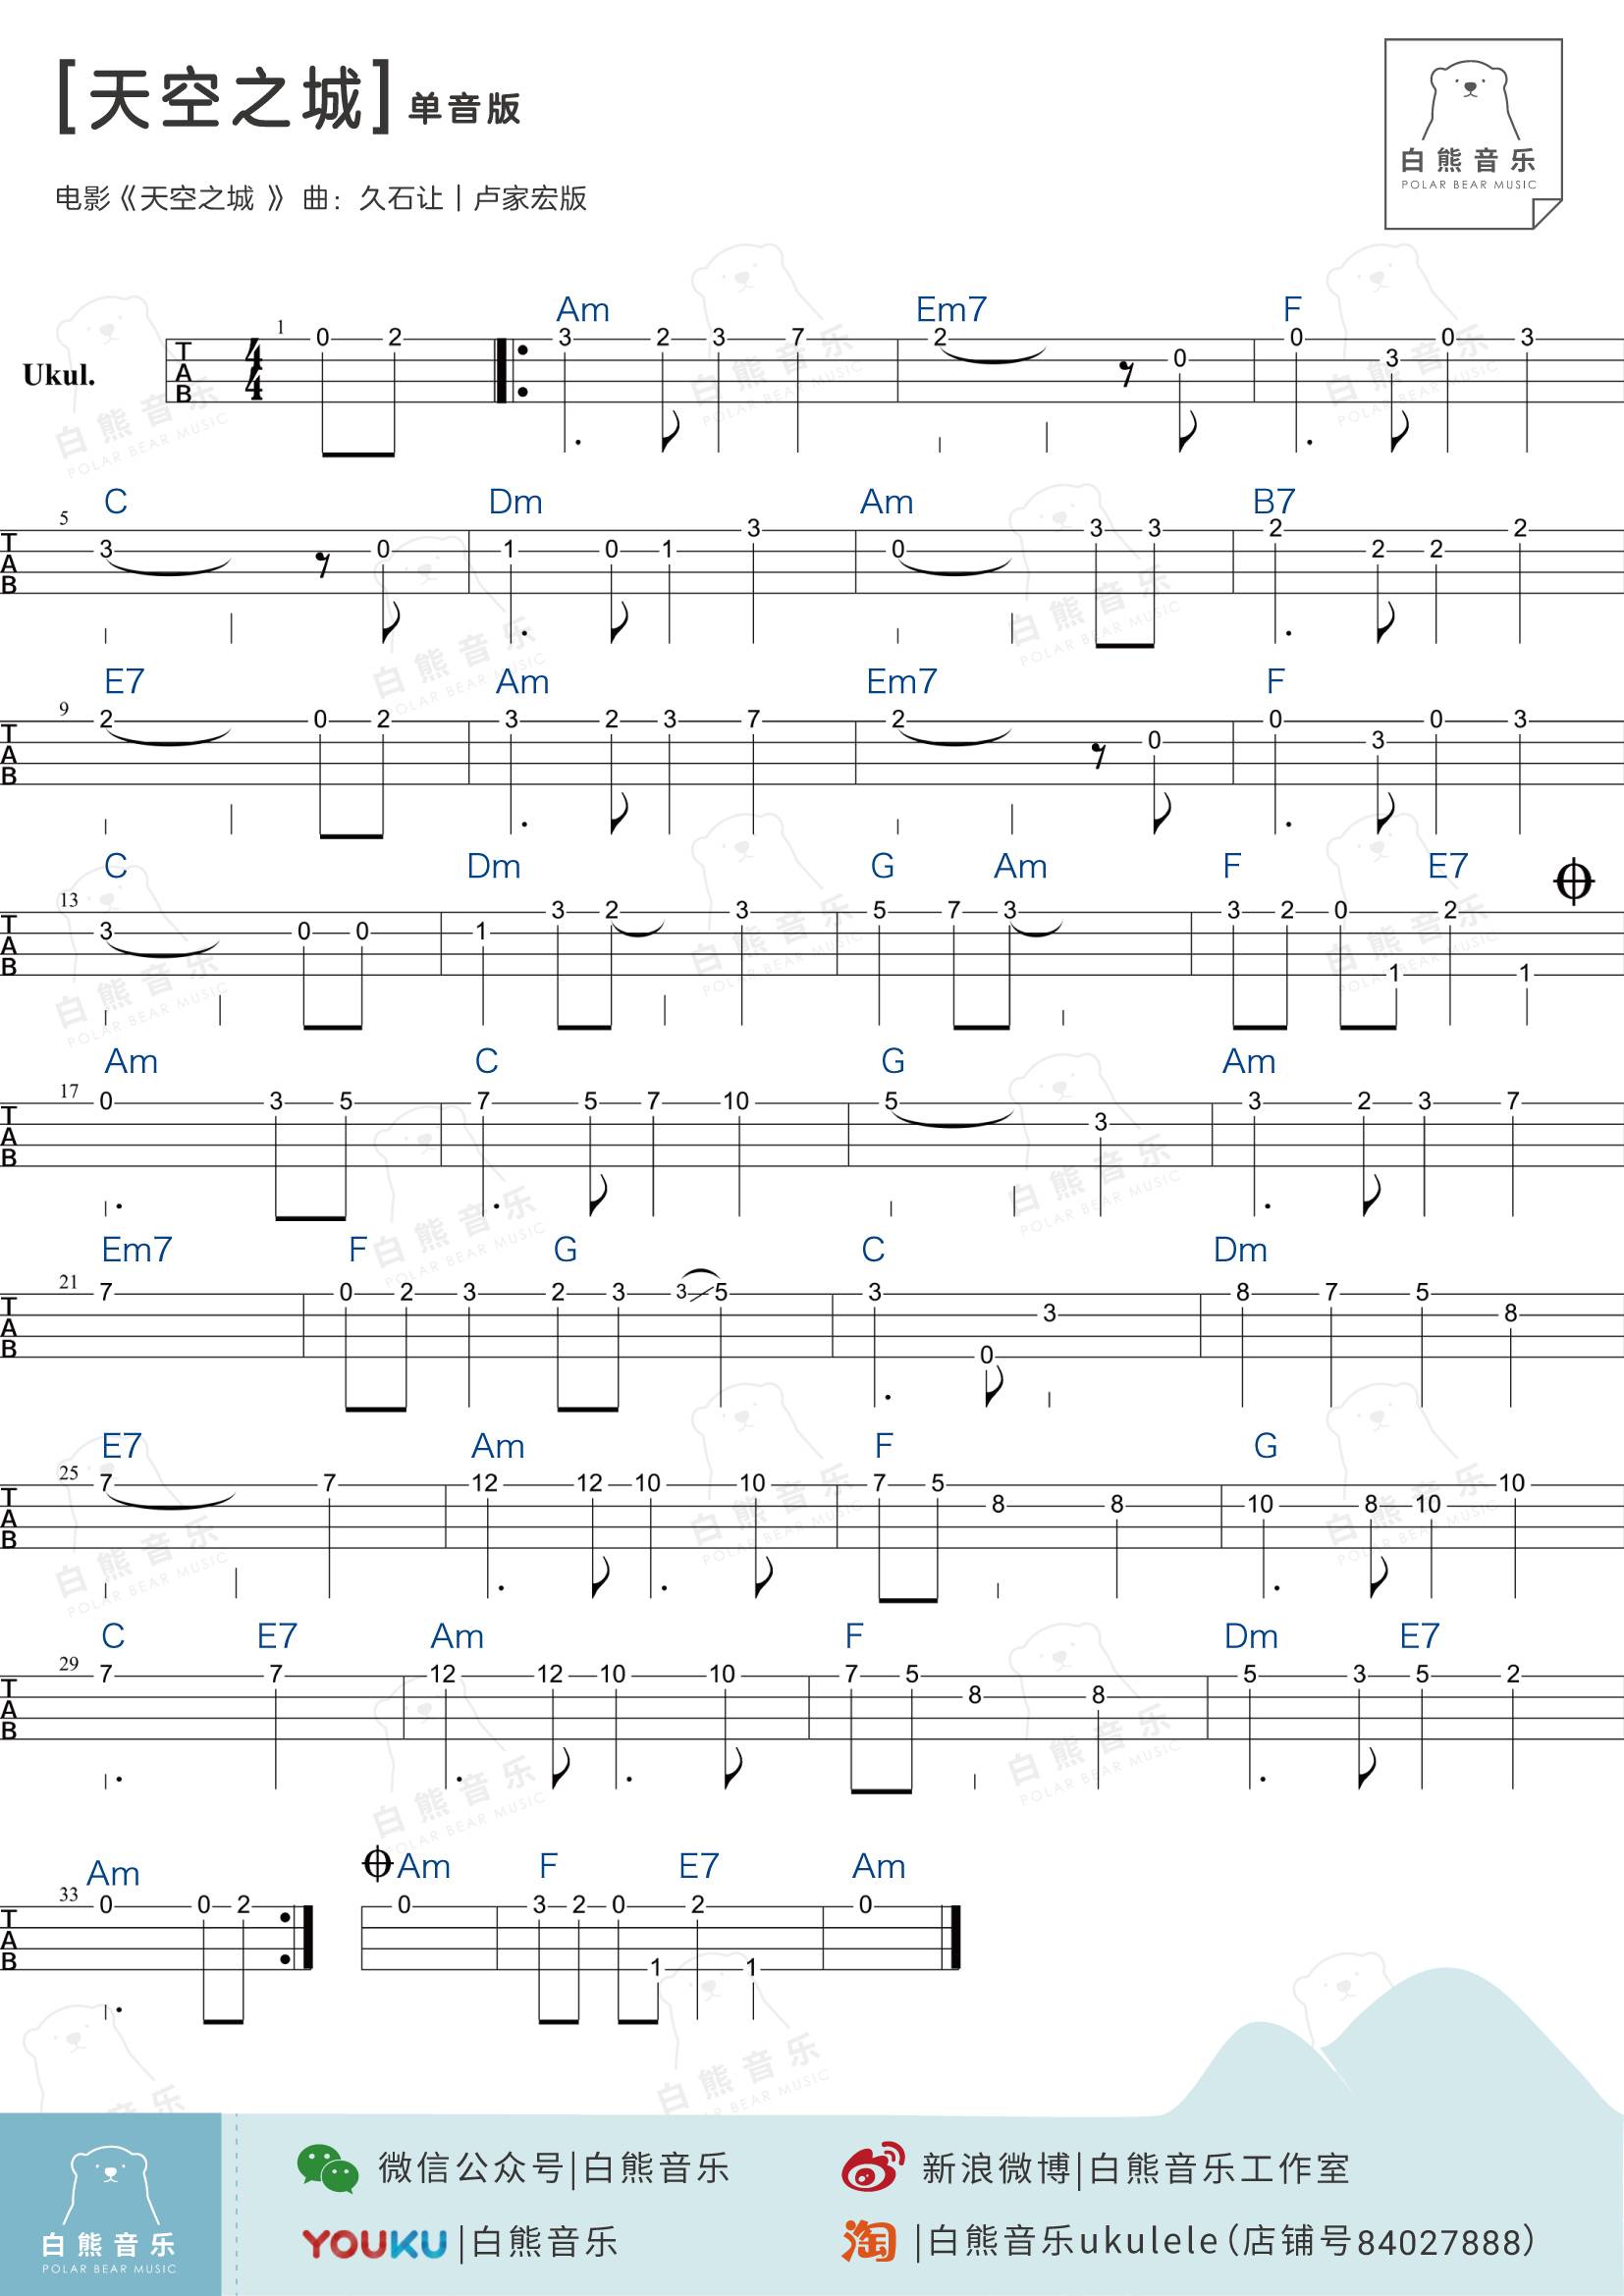 [天空之城] 单音版
白熊音乐
POLAR BEAR MUSIC
电影《天空之城 》 曲：久石让｜卢家宏版
Am Em7 F
Ukul.
T A B 4/4 1 0 2 3 2 3 7 2 0 0 3 0 3
C Dm Am B7
5 T A B 3 0 1 0 1 3 0 3 3 2 2 2 2
E7 Am Em7 F
9 T A B 2 0 2 3 2 3 7 2 0 0 3 0 3
C Dm G Am F E7
13 T A B 3 0 0 1 3 2 3 5 7 3 3 2 0 1 2 1
Am C G Am
17 T A B 0 3 5 7 5 7 10 5 3 3 2 3 7
Em7 F G C Dm
21 T A B 7 0 2 3 2 3 3 5 3 0 3 8 7 5 8
E7 Am F G
25 T A B 7 7 12 12 10 10 7 5 8 8 10 8 10 10
C E7 Am F Dm E7
29 T A B 7 7 12 12 10 10 7 5 8 8 5 3 5 2
Am Am F E7 Am
33 T A B 0 0 2 0 3 2 0 1 2 1 0
白熊音乐
POLAR BEAR MUSIC
微信公众号|白熊音乐
新浪微博|白熊音乐工作室
YOUKU |白熊音乐
淘 |白熊音乐ukulele(店铺号84027888)